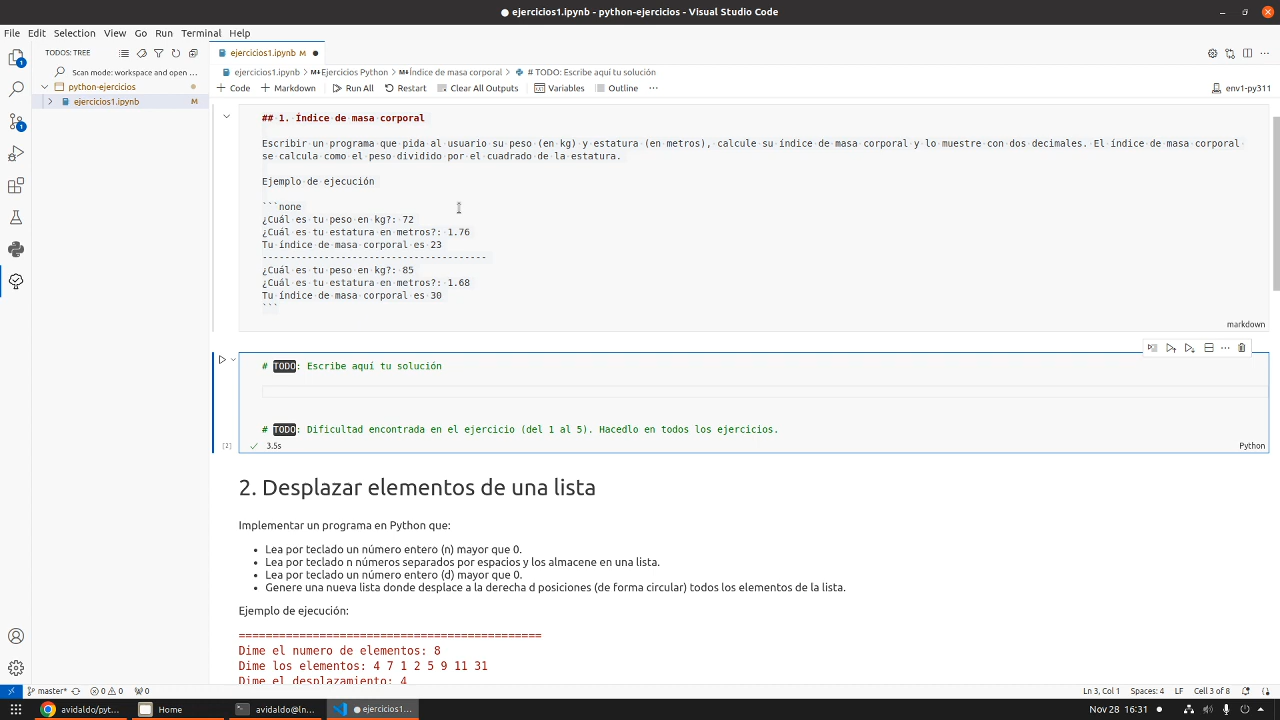 ejercicios1.ipynb - python-ejercicios - Visual Studio Code
File Edit Selection View Go Run Terminal Help
TODOS: TREE
ejercicios1.ipynb M
Scan mode: workspace and open ...
ejercicios1.ipynb > Ejercicios Python > Índice de masa corporal > # TODO: Escribe aquí tu solución
python-ejercicios
+ Code + Markdown Run All Restart Clear All Outputs Variables Outline ...
env1-py311
ejercicios1.ipynb M
## 1. Índice de masa corporal
Escribir un programa que pida al usuario su peso (en kg) y estatura (en metros), calcule su índice de masa corporal y lo muestre con dos decimales. El índice de masa corporal
se calcula como el peso dividido por el cuadrado de la estatura.
Ejemplo de ejecución
```none
¿Cuál es tu peso en kg?: 72
¿Cuál es tu estatura en metros?: 1.76
Tu índice de masa corporal es 23
----------------------------------------
¿Cuál es tu peso en kg?: 85
¿Cuál es tu estatura en metros?: 1.68
Tu índice de masa corporal es 30
```
markdown
# TODO: Escribe aquí tu solución
# TODO: Dificultad encontrada en el ejercicio (del 1 al 5). Hacedlo en todos los ejercicios.
[2] 3.5s Python
2. Desplazar elementos de una lista
Implementar un programa en Python que:
• Lea por teclado un número entero (n) mayor que 0.
• Lea por teclado n números separados por espacios y los almacene en una lista.
• Lea por teclado un número entero (d) mayor que 0.
• Genere una nueva lista donde desplace a la derecha d posiciones (de forma circular) todos los elementos de la lista.
Ejemplo de ejecución:
=============================================
Dime el numero de elementos: 8
Dime los elementos: 4 7 1 2 5 9 11 31
Dime el desplazamiento: 4
master* 0 0 0 Ln 3, Col 1 Spaces: 4 LF Cell 3 of 8
avidaldo/pyt... Home avidaldo@ln... ejercicios1... Nov 28 16:31